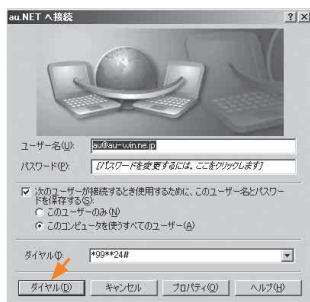 au.NET へ接続
ユーザー名(U):
au@au-win.ne.jp
パスワード(P):
[パスワードを変更するには、ここをクリックします]
次のユーザーが接続するとき使用するために、このユーザー名とパスワー
ドを保存する(S):
このユーザーのみ(N)
このコンピュータを使うすべてのユーザー(A)
ダイヤル(I):
*99**24#
ダイヤル(D)
キャンセル
プロパティ(O)
ヘルプ(H)